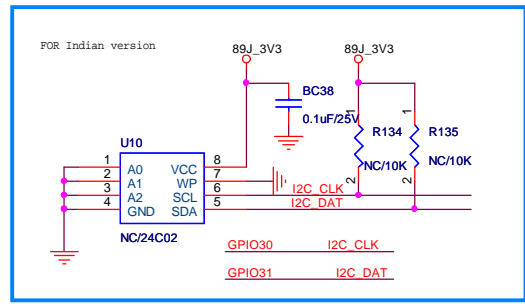 FOR Indian version
89J_3V3
89J_3V3
BC38
0.1uF/25V
1
R134
NC/10K
2
1
R135
NC/10K
2
U10
1 A0 VCC 8
2 A1 WP 7
3 A2 SCL 6 I2C_CLK
4 GND SDA 5 I2C_DAT
NC/24C02
GPIO30 I2C_CLK
GPIO31 I2C_DAT